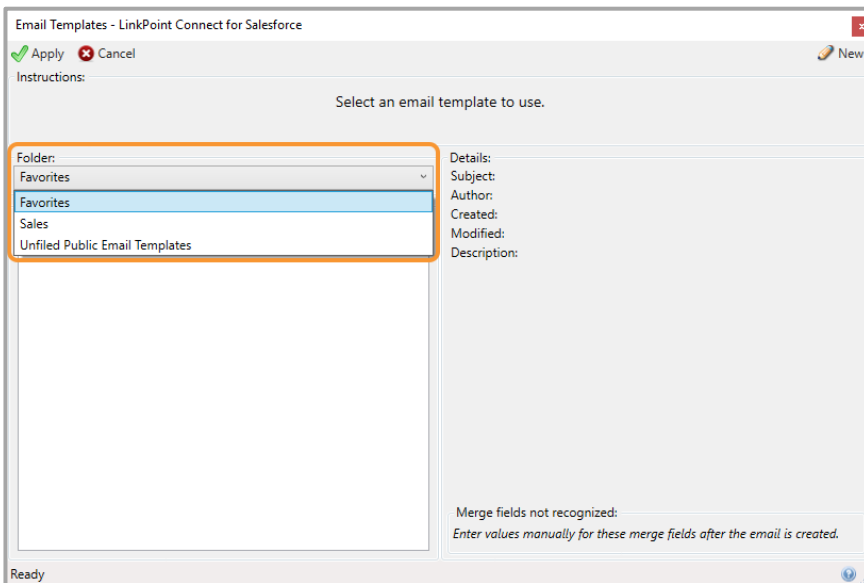 Email Templates - LinkPoint Connect for Salesforce
Apply Cancel New
Instructions:
Select an email template to use.
Folder:
Favorites
Favorites
Sales
Unfiled Public Email Templates
Details:
Subject:
Author:
Created:
Modified:
Description:
Merge fields not recognized:
Enter values manually for these merge fields after the email is created.
Ready